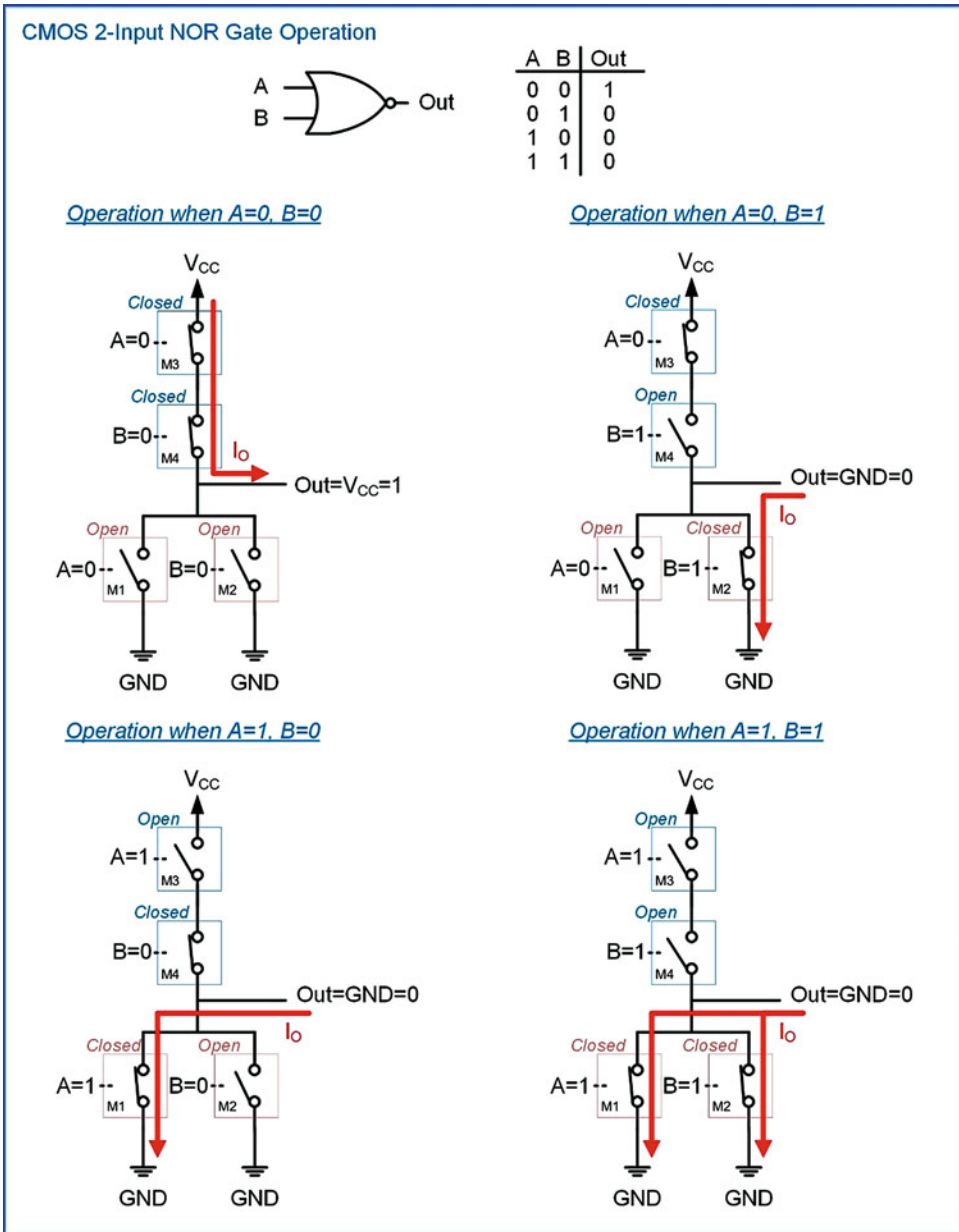 CMOS 2-Input NOR Gate Operation
A
B
Out
A B Out
0 0 1
0 1 0
1 0 0
1 1 0
Operation when A=0, B=0
VCC
Closed
A=0
M3
Closed
B=0
M4
IO
Out=VCC=1
Open
Open
A=0
M1
B=0
M2
GND
GND
Operation when A=0, B=1
VCC
Closed
A=0
M3
Open
B=1
M4
Out=GND=0
IO
Open
Closed
A=0
M1
B=1
M2
GND
GND
Operation when A=1, B=0
VCC
Open
A=1
M3
Closed
B=0
M4
Out=GND=0
IO
Closed
Open
A=1
M1
B=0
M2
GND
GND
Operation when A=1, B=1
VCC
Open
A=1
M3
Open
B=1
M4
Out=GND=0
IO
Closed
Closed
A=1
M1
B=1
M2
GND
GND